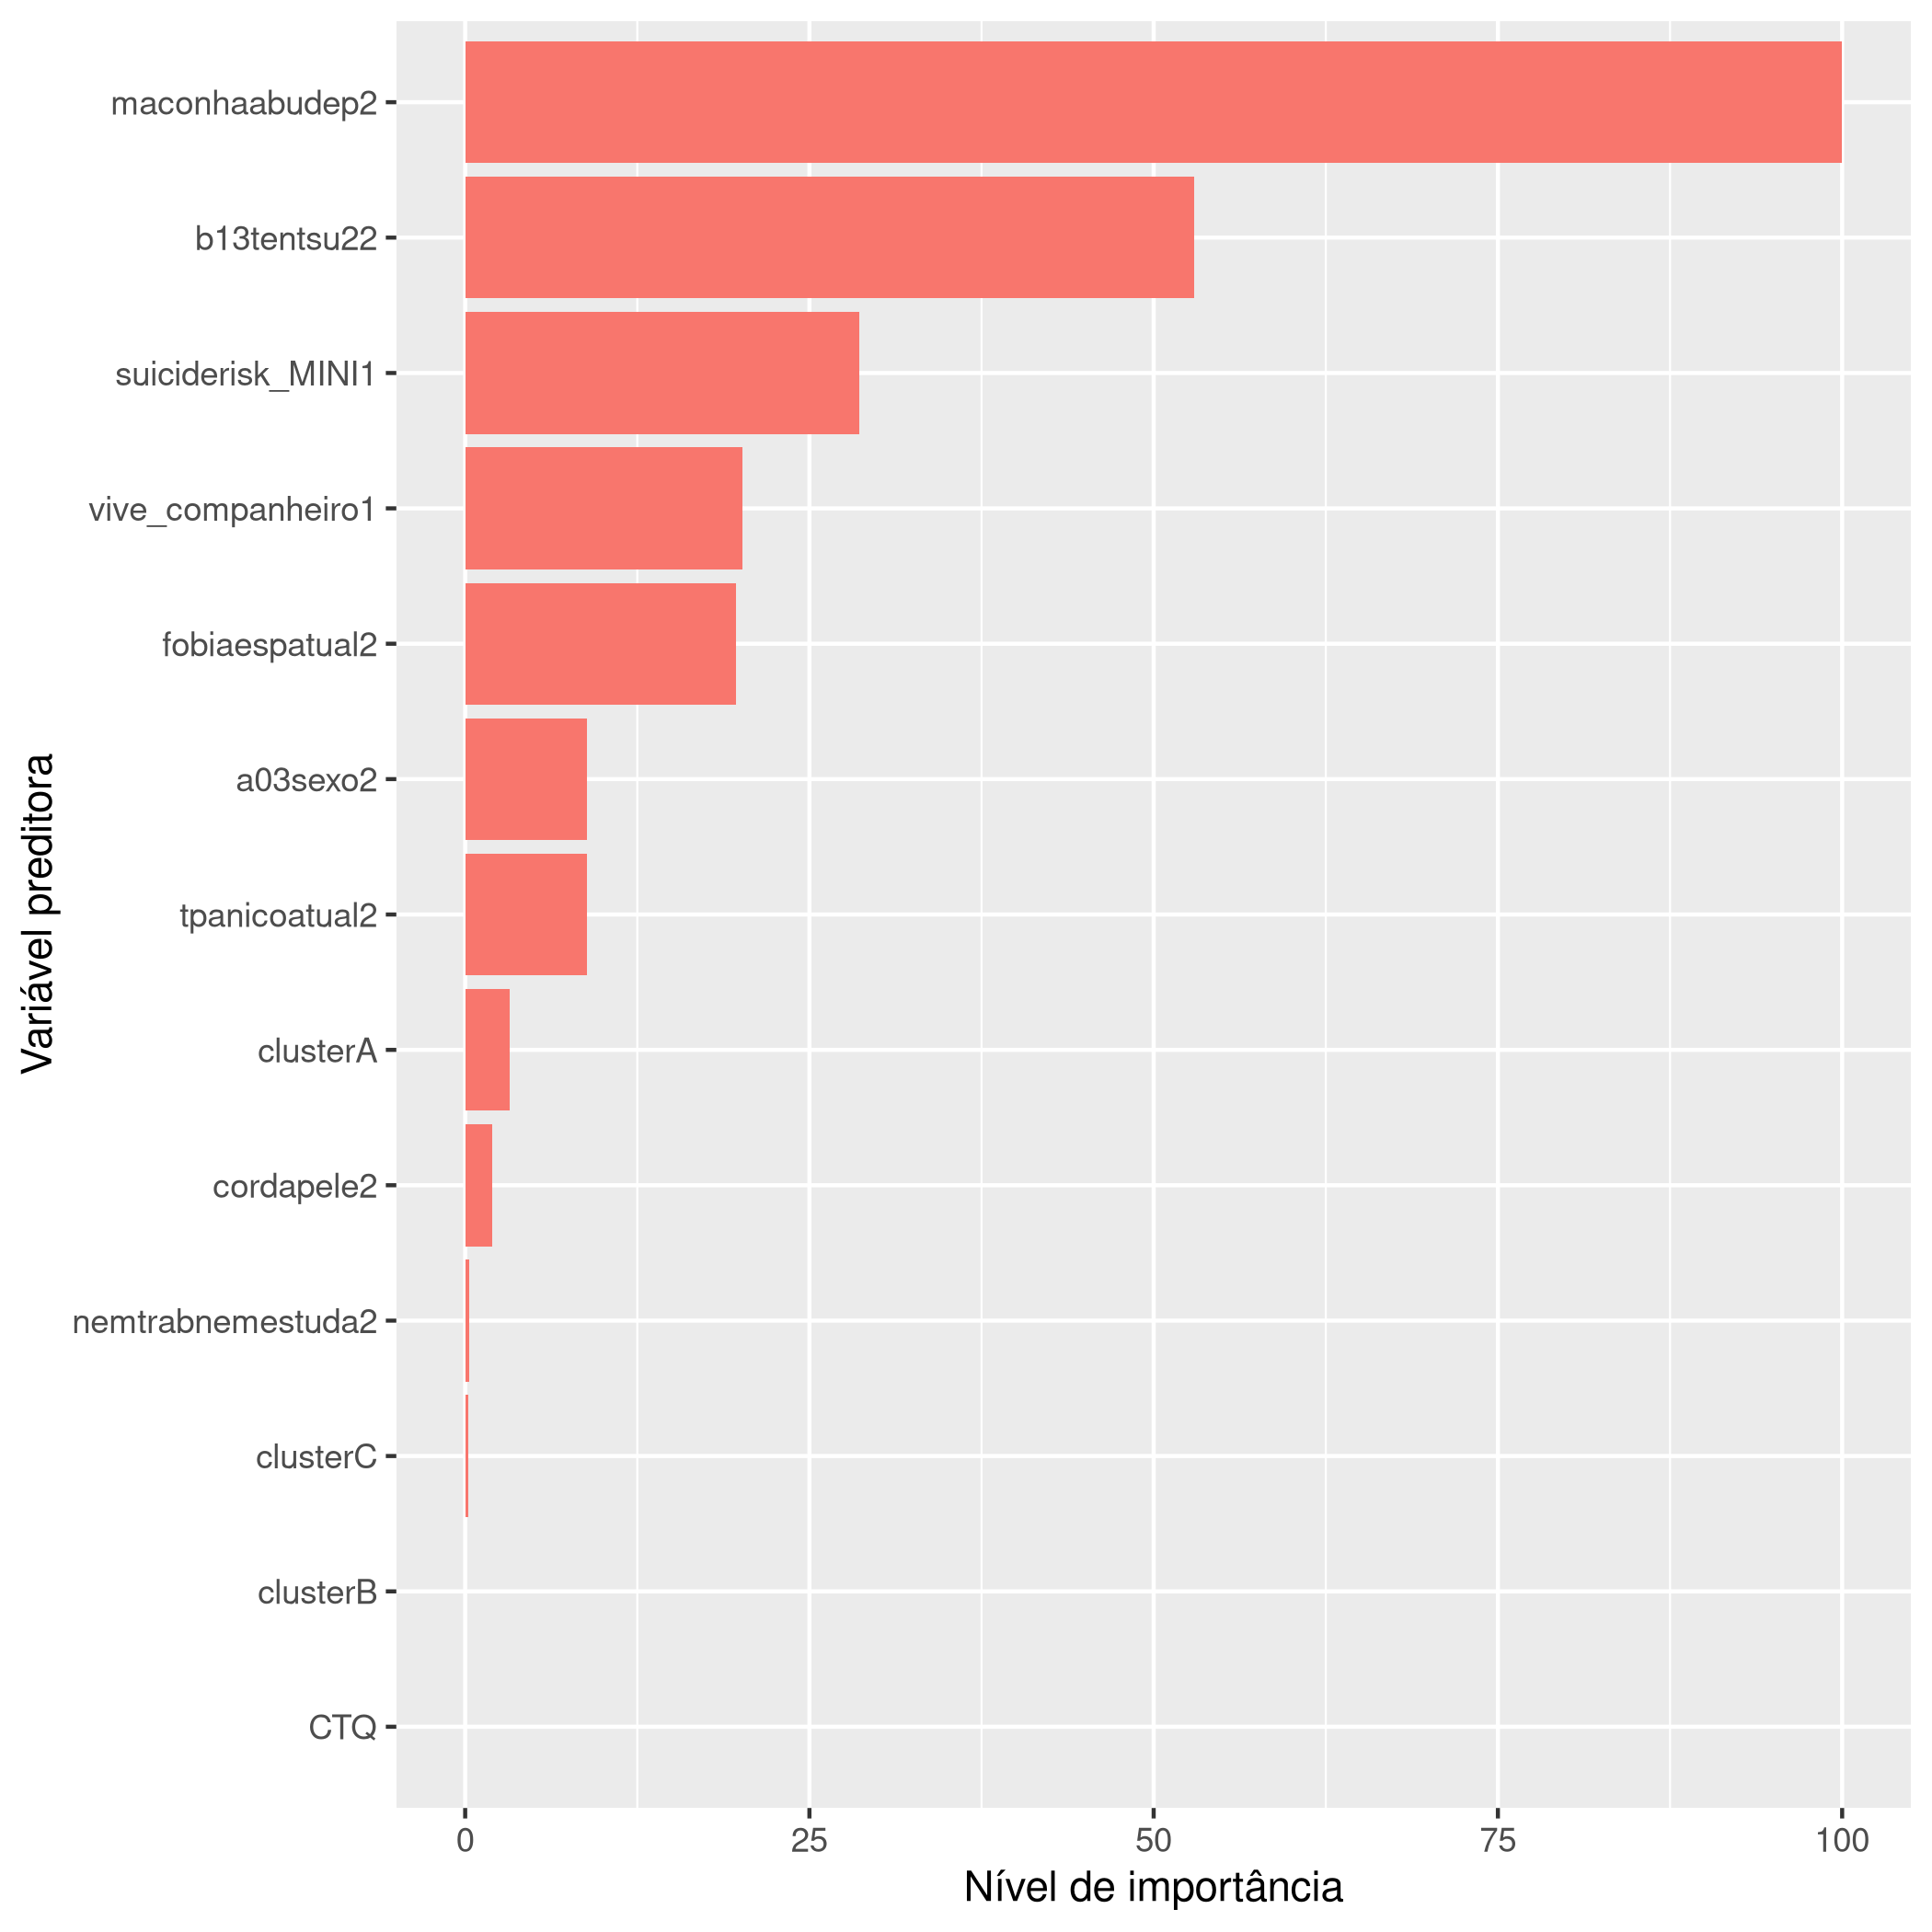 Variável preditora
maconhaabudep2
b13tentsu22
suiciderisk_MINI1
vive_companheiro1
fobiaespatual2
a03sexo2
tpanicoatual2
clusterA
cordapele2
nemtrabnemestuda2
clusterC
clusterB
CTQ
0 25 50 75 100
Nível de importância